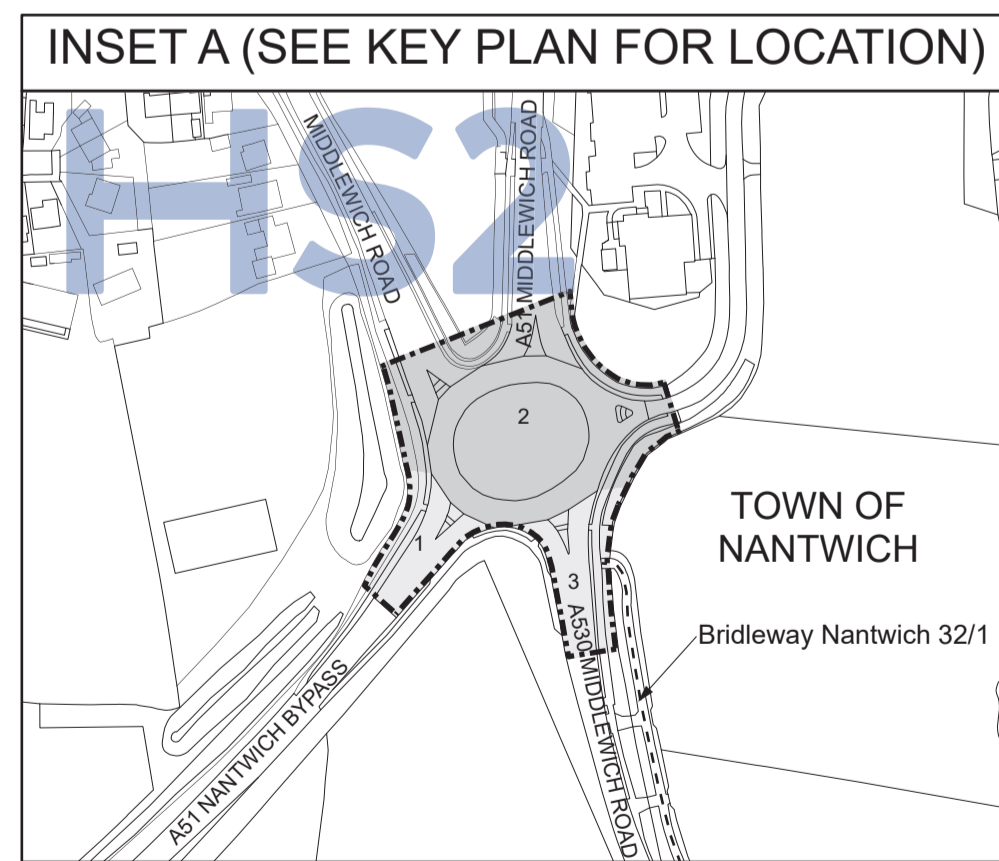 INSET A (SEE KEY PLAN FOR LOCATION)
HS2
MIDDLEWICH ROAD
A51 MIDDLEWICH ROAD
2
1
3
TOWN OF
NANTWICH
Bridleway Nantwich 32/1
A530 MIDDLEWICH ROAD
A51 NANTWICH BYPASS